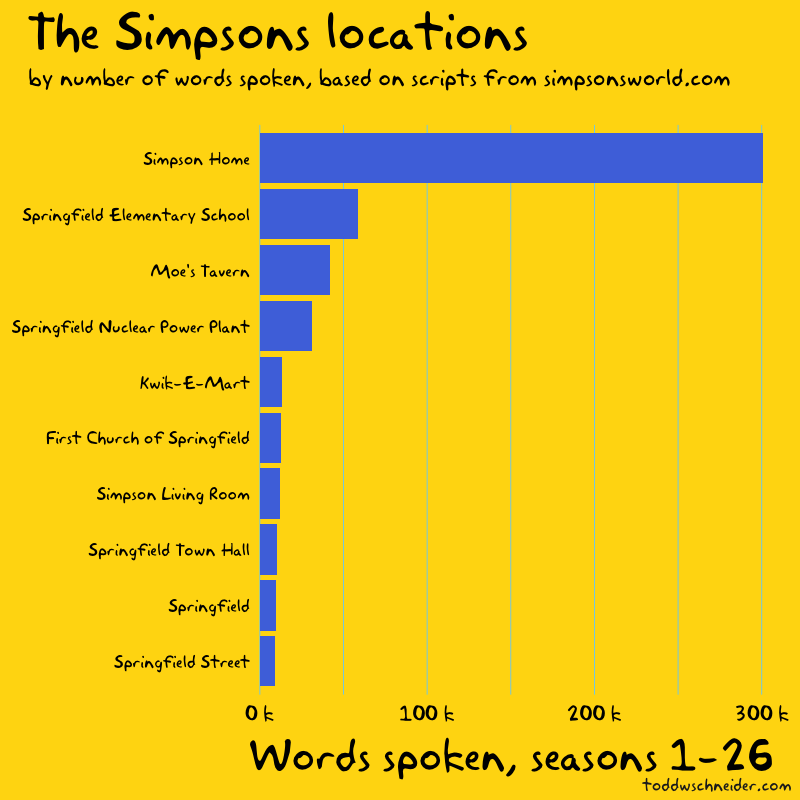 The Simpsons locations
by number of words spoken, based on scripts from simpsonsworld.com
Simpson Home
Springfield Elementary School
Moe's Tavern
Springfield Nuclear Power Plant
Kwik-E-Mart
First Church of Springfield
Simpson Living Room
Springfield Town Hall
Springfield
Springfield Street
0 k 100 k 200 k 300 k
Words spoken, seasons 1-26
toddwschneider.com